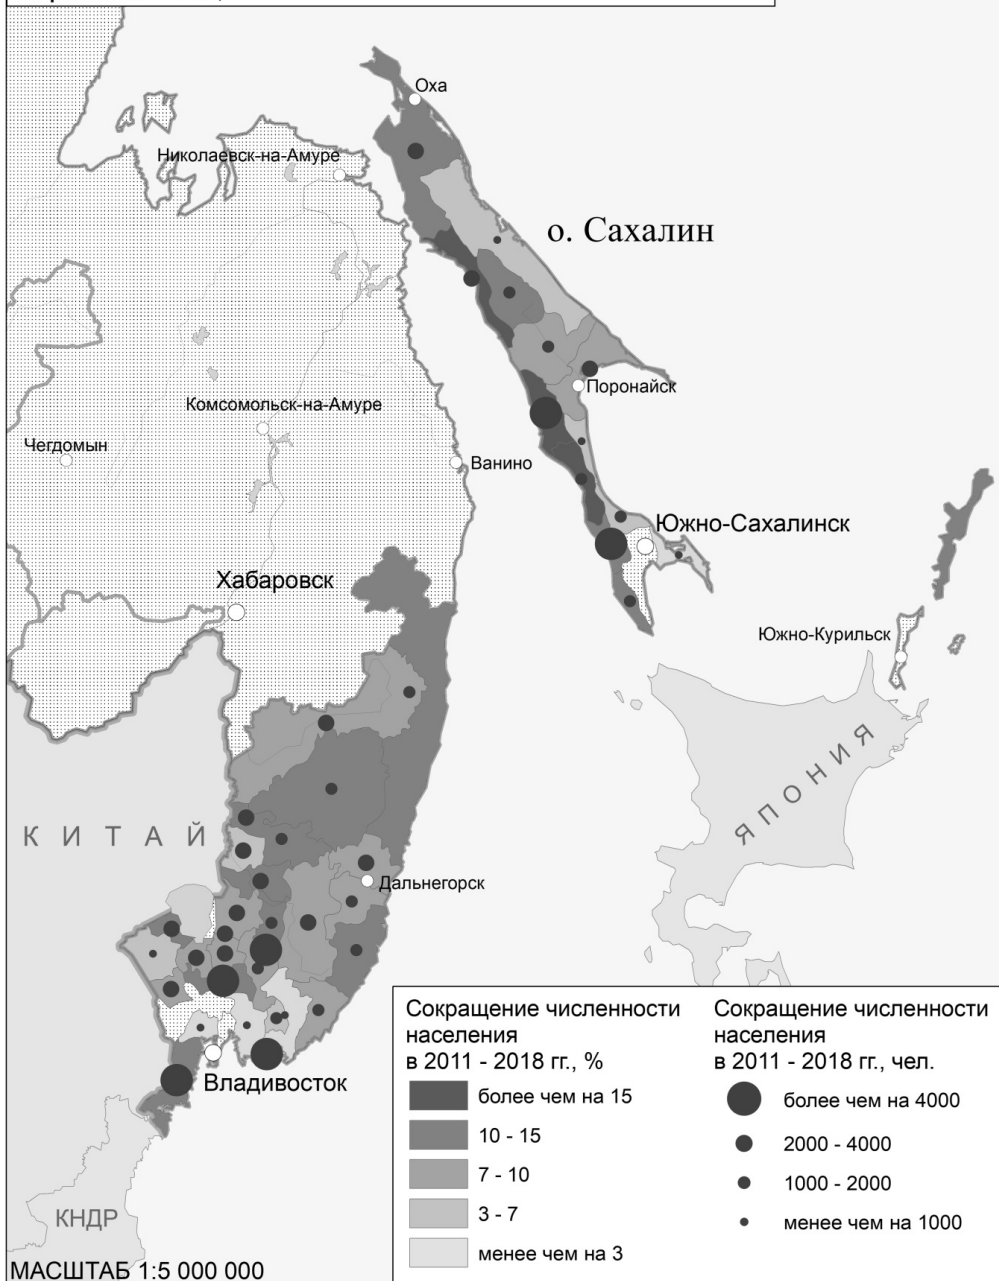 Оха
Николаевск-на-Амуре
о. Сахалин
Поронайск
Комсомольск-на-Амуре
Чегдомын
Ванино
Южно-Сахалинск
Хабаровск
Южно-Курильск
ЯПОНИЯ
КИТАЙ
Дальнегорск
Владивосток
КНДР
МАСШТАБ 1:5 000 000
Сокращение численности
населения
в 2011 - 2018 гг., %
более чем на 15
10 - 15
7 - 10
3 - 7
менее чем на 3
Сокращение численности
населения
в 2011 - 2018 гг., чел.
более чем на 4000
2000 - 4000
1000 - 2000
менее чем на 1000